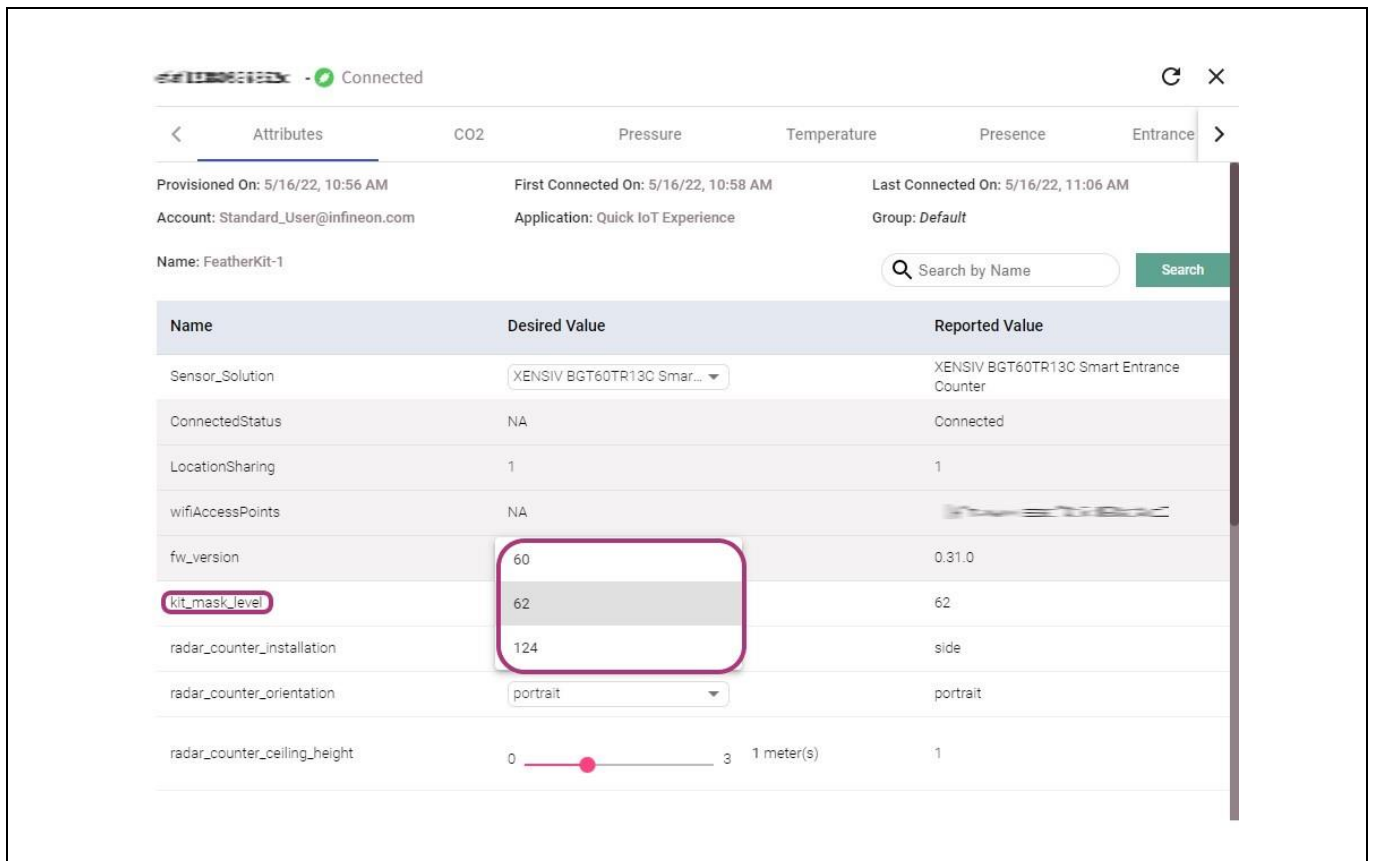 - Connected
Attributes CO2 Pressure Temperature Presence Entrance
Provisioned On: 5/16/22, 10:56 AM First Connected On: 5/16/22, 10:58 AM Last Connected On: 5/16/22, 11:06 AM
Account: Standard_User@infineon.com Application: Quick IoT Experience Group: Default
Name: FeatherKit-1 Search by Name Search
Name Desired Value Reported Value
Sensor_Solution XENSIV BGT60TR13C Smar... XENSIV BGT60TR13C Smart Entrance
Counter
ConnectedStatus NA Connected
LocationSharing 1 1
wifiAccessPoints NA
fw_version 60 0.31.0
kit_mask_level 62 62
radar_counter_installation 124 side
radar_counter_orientation portrait portrait
radar_counter_ceiling_height 0 3 1 meter(s) 1